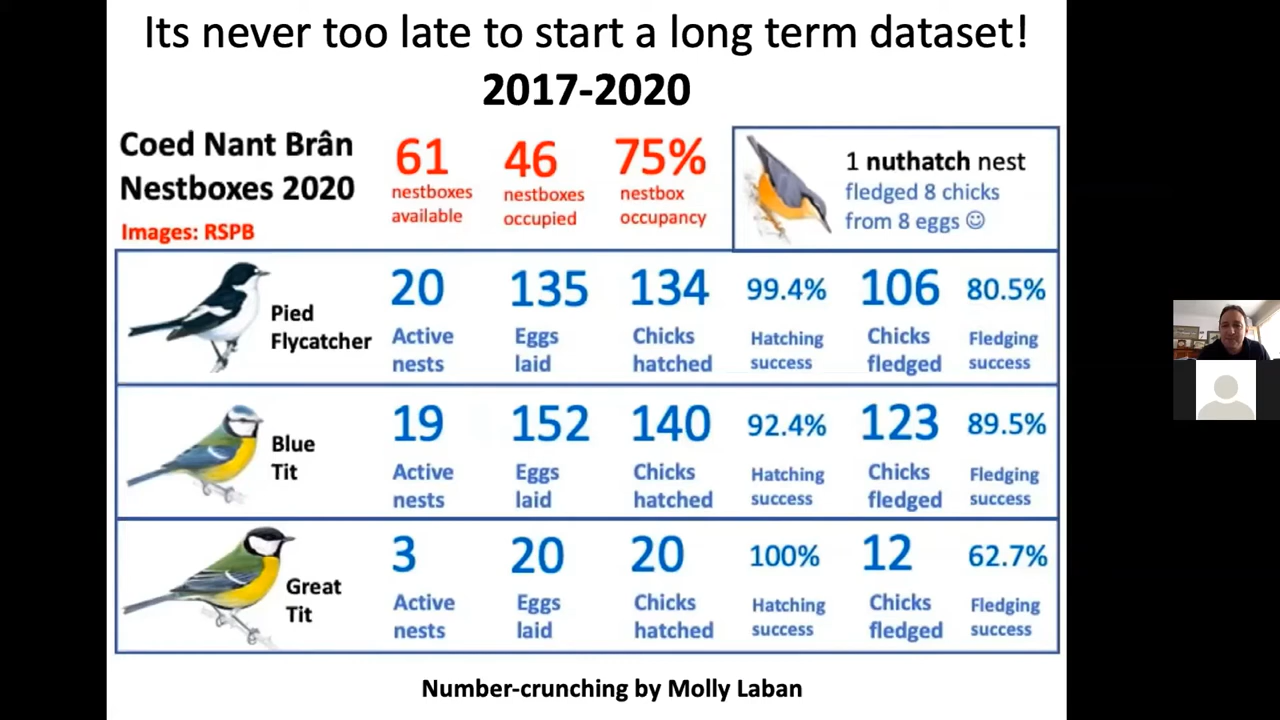 Its never too late to start a long term dataset!
2017-2020
Coed Nant Brân
Nestboxes 2020
Images: RSPB
61
nestboxes
available
46
nestboxes
occupied
75%
nestbox
occupancy
1 nuthatch nest
fledged 8 chicks
from 8 eggs ☺
Pied
Flycatcher
20
Active
nests
135
Eggs
laid
134
Chicks
hatched
99.4%
Hatching
success
106
Chicks
fledged
80.5%
Fledging
success
Blue
Tit
19
Active
nests
152
Eggs
laid
140
Chicks
hatched
92.4%
Hatching
success
123
Chicks
fledged
89.5%
Fledging
success
Great
Tit
3
Active
nests
20
Eggs
laid
20
Chicks
hatched
100%
Hatching
success
12
Chicks
fledged
62.7%
Fledging
success
Number-crunching by Molly Laban